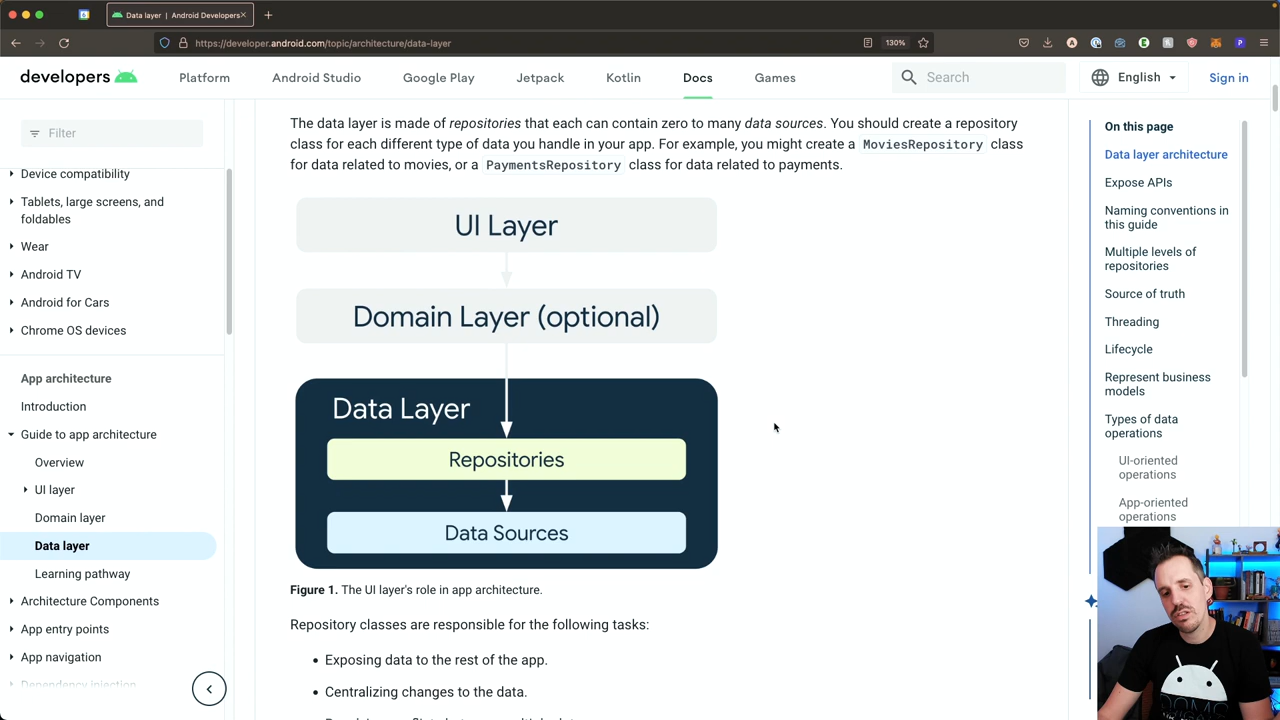 Data layer | Android Developers
https://developer.android.com/topic/architecture/data-layer
130%
developers
Platform
Android Studio
Google Play
Jetpack
Kotlin
Docs
Games
Search
English
Sign in
Filter
Device compatibility
Tablets, large screens, and
foldables
Wear
Android TV
Android for Cars
Chrome OS devices
App architecture
Introduction
Guide to app architecture
Overview
UI layer
Domain layer
Data layer
Learning pathway
Architecture Components
App entry points
App navigation
Dependency injection
The data layer is made of repositories that each can contain zero to many data sources. You should create a repository
class for each different type of data you handle in your app. For example, you might create a MoviesRepository class
for data related to movies, or a PaymentsRepository class for data related to payments.
UI Layer
Domain Layer (optional)
Data Layer
Repositories
Data Sources
Figure 1. The UI layer's role in app architecture.
Repository classes are responsible for the following tasks:
• Exposing data to the rest of the app.
• Centralizing changes to the data.
On this page
Data layer architecture
Expose APIs
Naming conventions in
this guide
Multiple levels of
repositories
Source of truth
Threading
Lifecycle
Represent business
models
Types of data
operations
UI-oriented
operations
App-oriented
operations